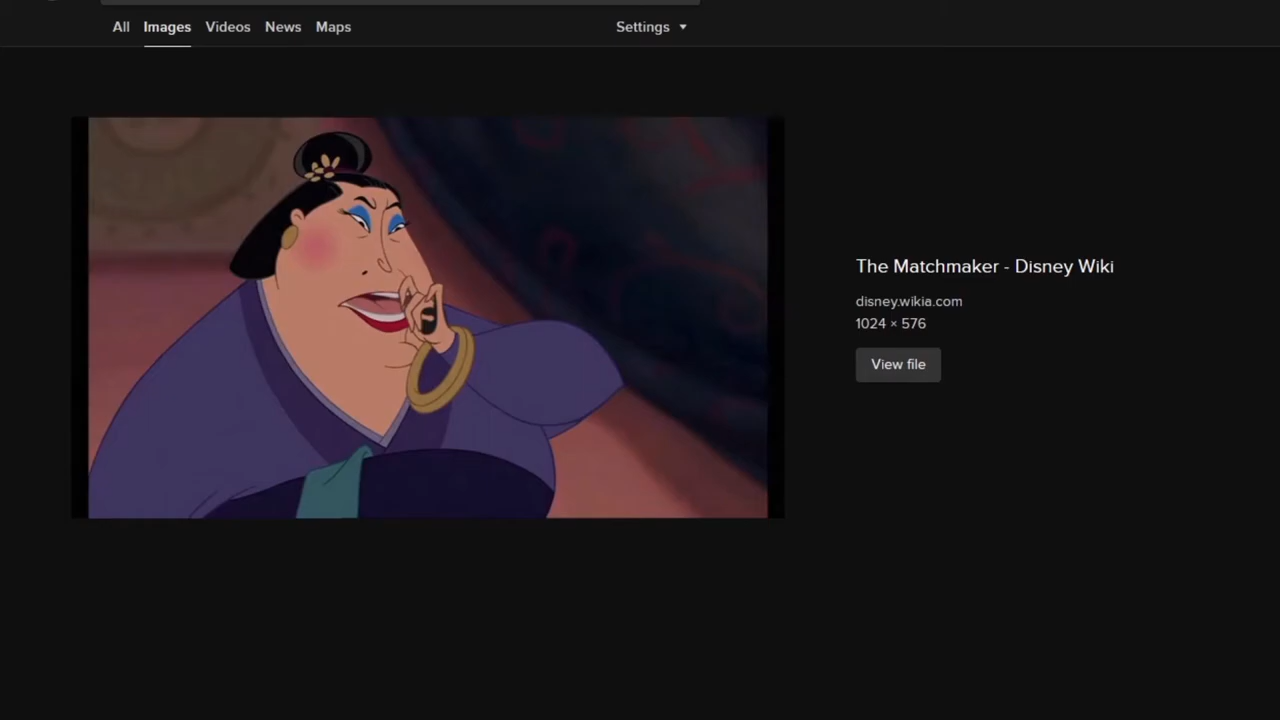 All Images Videos News Maps Settings
The Matchmaker - Disney Wiki
disney.wikia.com
1024 × 576
View file